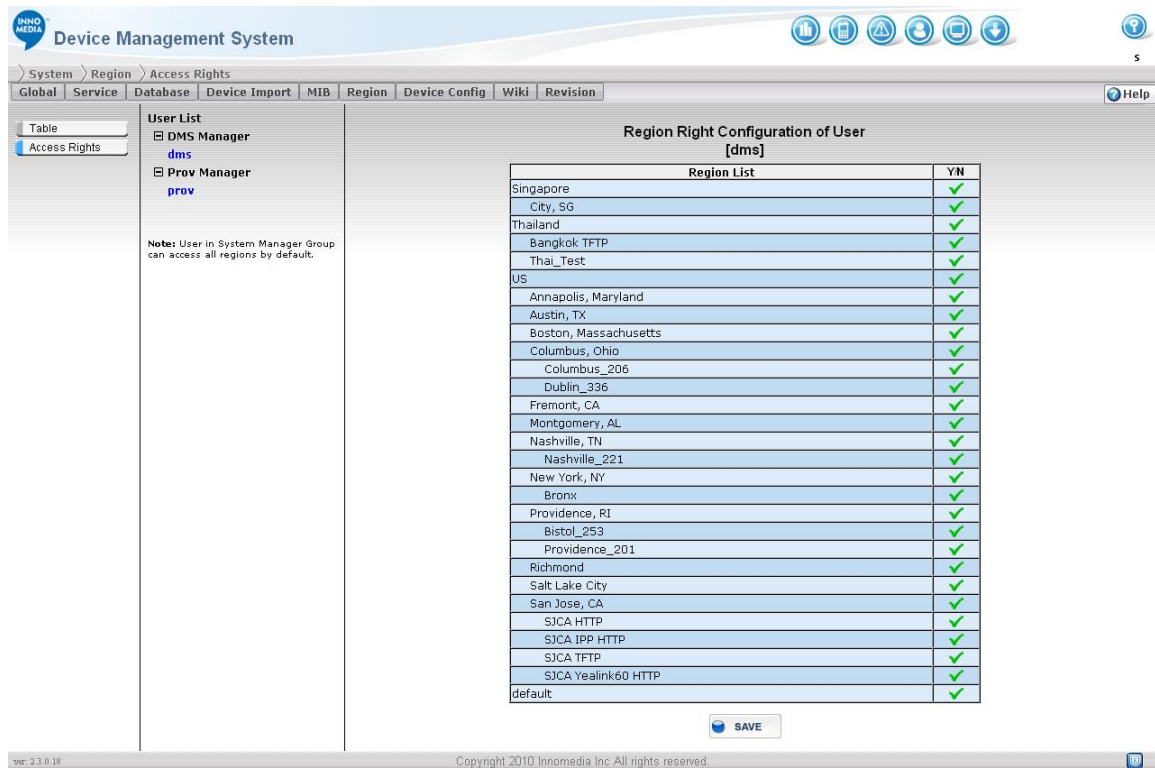 INNO
MEDIA
Device Management System
s
System Region Access Rights
Global Service Database Device Import MIB Region Device Config Wiki Revision
Help
Table
Access Rights
User List
DMS Manager
dms
Prov Manager
prov
Note: User in System Manager Group
can access all regions by default.
Region Right Configuration of User
[dms]
Region List Y/N
Singapore
City, SG
Thailand
Bangkok TFTP
Thai_Test
US
Annapolis, Maryland
Austin, TX
Boston, Massachusetts
Columbus, Ohio
Columbus_206
Dublin_336
Fremont, CA
Montgomery, AL
Nashville, TN
Nashville_221
New York, NY
Bronx
Providence, RI
Bistol_253
Providence_201
Richmond
Salt Lake City
San Jose, CA
SJCA HTTP
SJCA IPP HTTP
SJCA TFTP
SJCA Yealink60 HTTP
default
SAVE
ver: 2.3.0.18
Copyright 2010 Innomedia Inc All rights reserved.